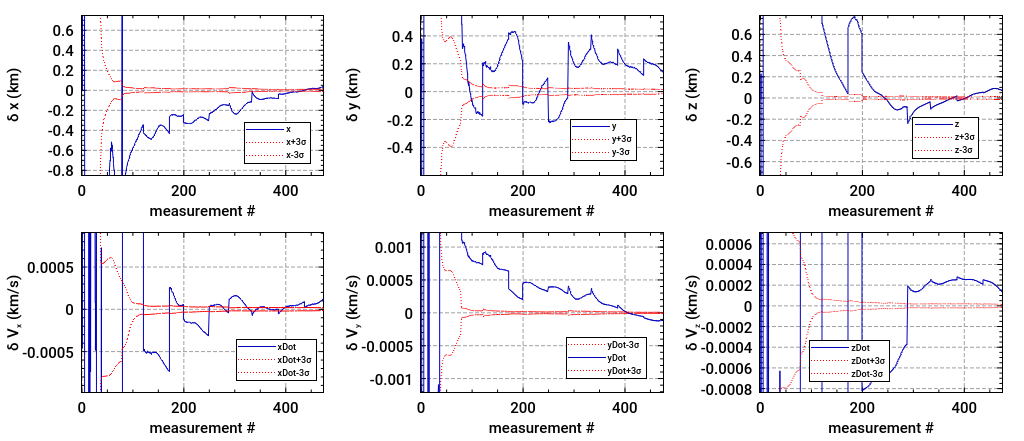 δ x (km)
0.6
0.4
0.2
0
-0.2
-0.4
-0.6
-0.8
x
x+3σ
x-3σ
0 200 400
measurement #
δ y (km)
0.4
0.2
0
-0.2
-0.4
y
y+3σ
y-3σ
0 200 400
measurement #
δ z (km)
0.6
0.4
0.2
0
-0.2
-0.4
-0.6
z
z+3σ
z-3σ
0 200 400
measurement #
δ Vx (km/s)
0.0005
0
-0.0005
xDot
xDot+3σ
xDot-3σ
0 200 400
measurement #
δ Vy (km/s)
0.001
0.0005
0
-0.0005
-0.001
yDot-3σ
yDot
yDot+3σ
0 200 400
measurement #
δ Vz (km/s)
0.0006
0.0004
0.0002
0
-0.0002
-0.0004
-0.0006
-0.0008
zDot
zDot+3σ
zDot-3σ
0 200 400
measurement #